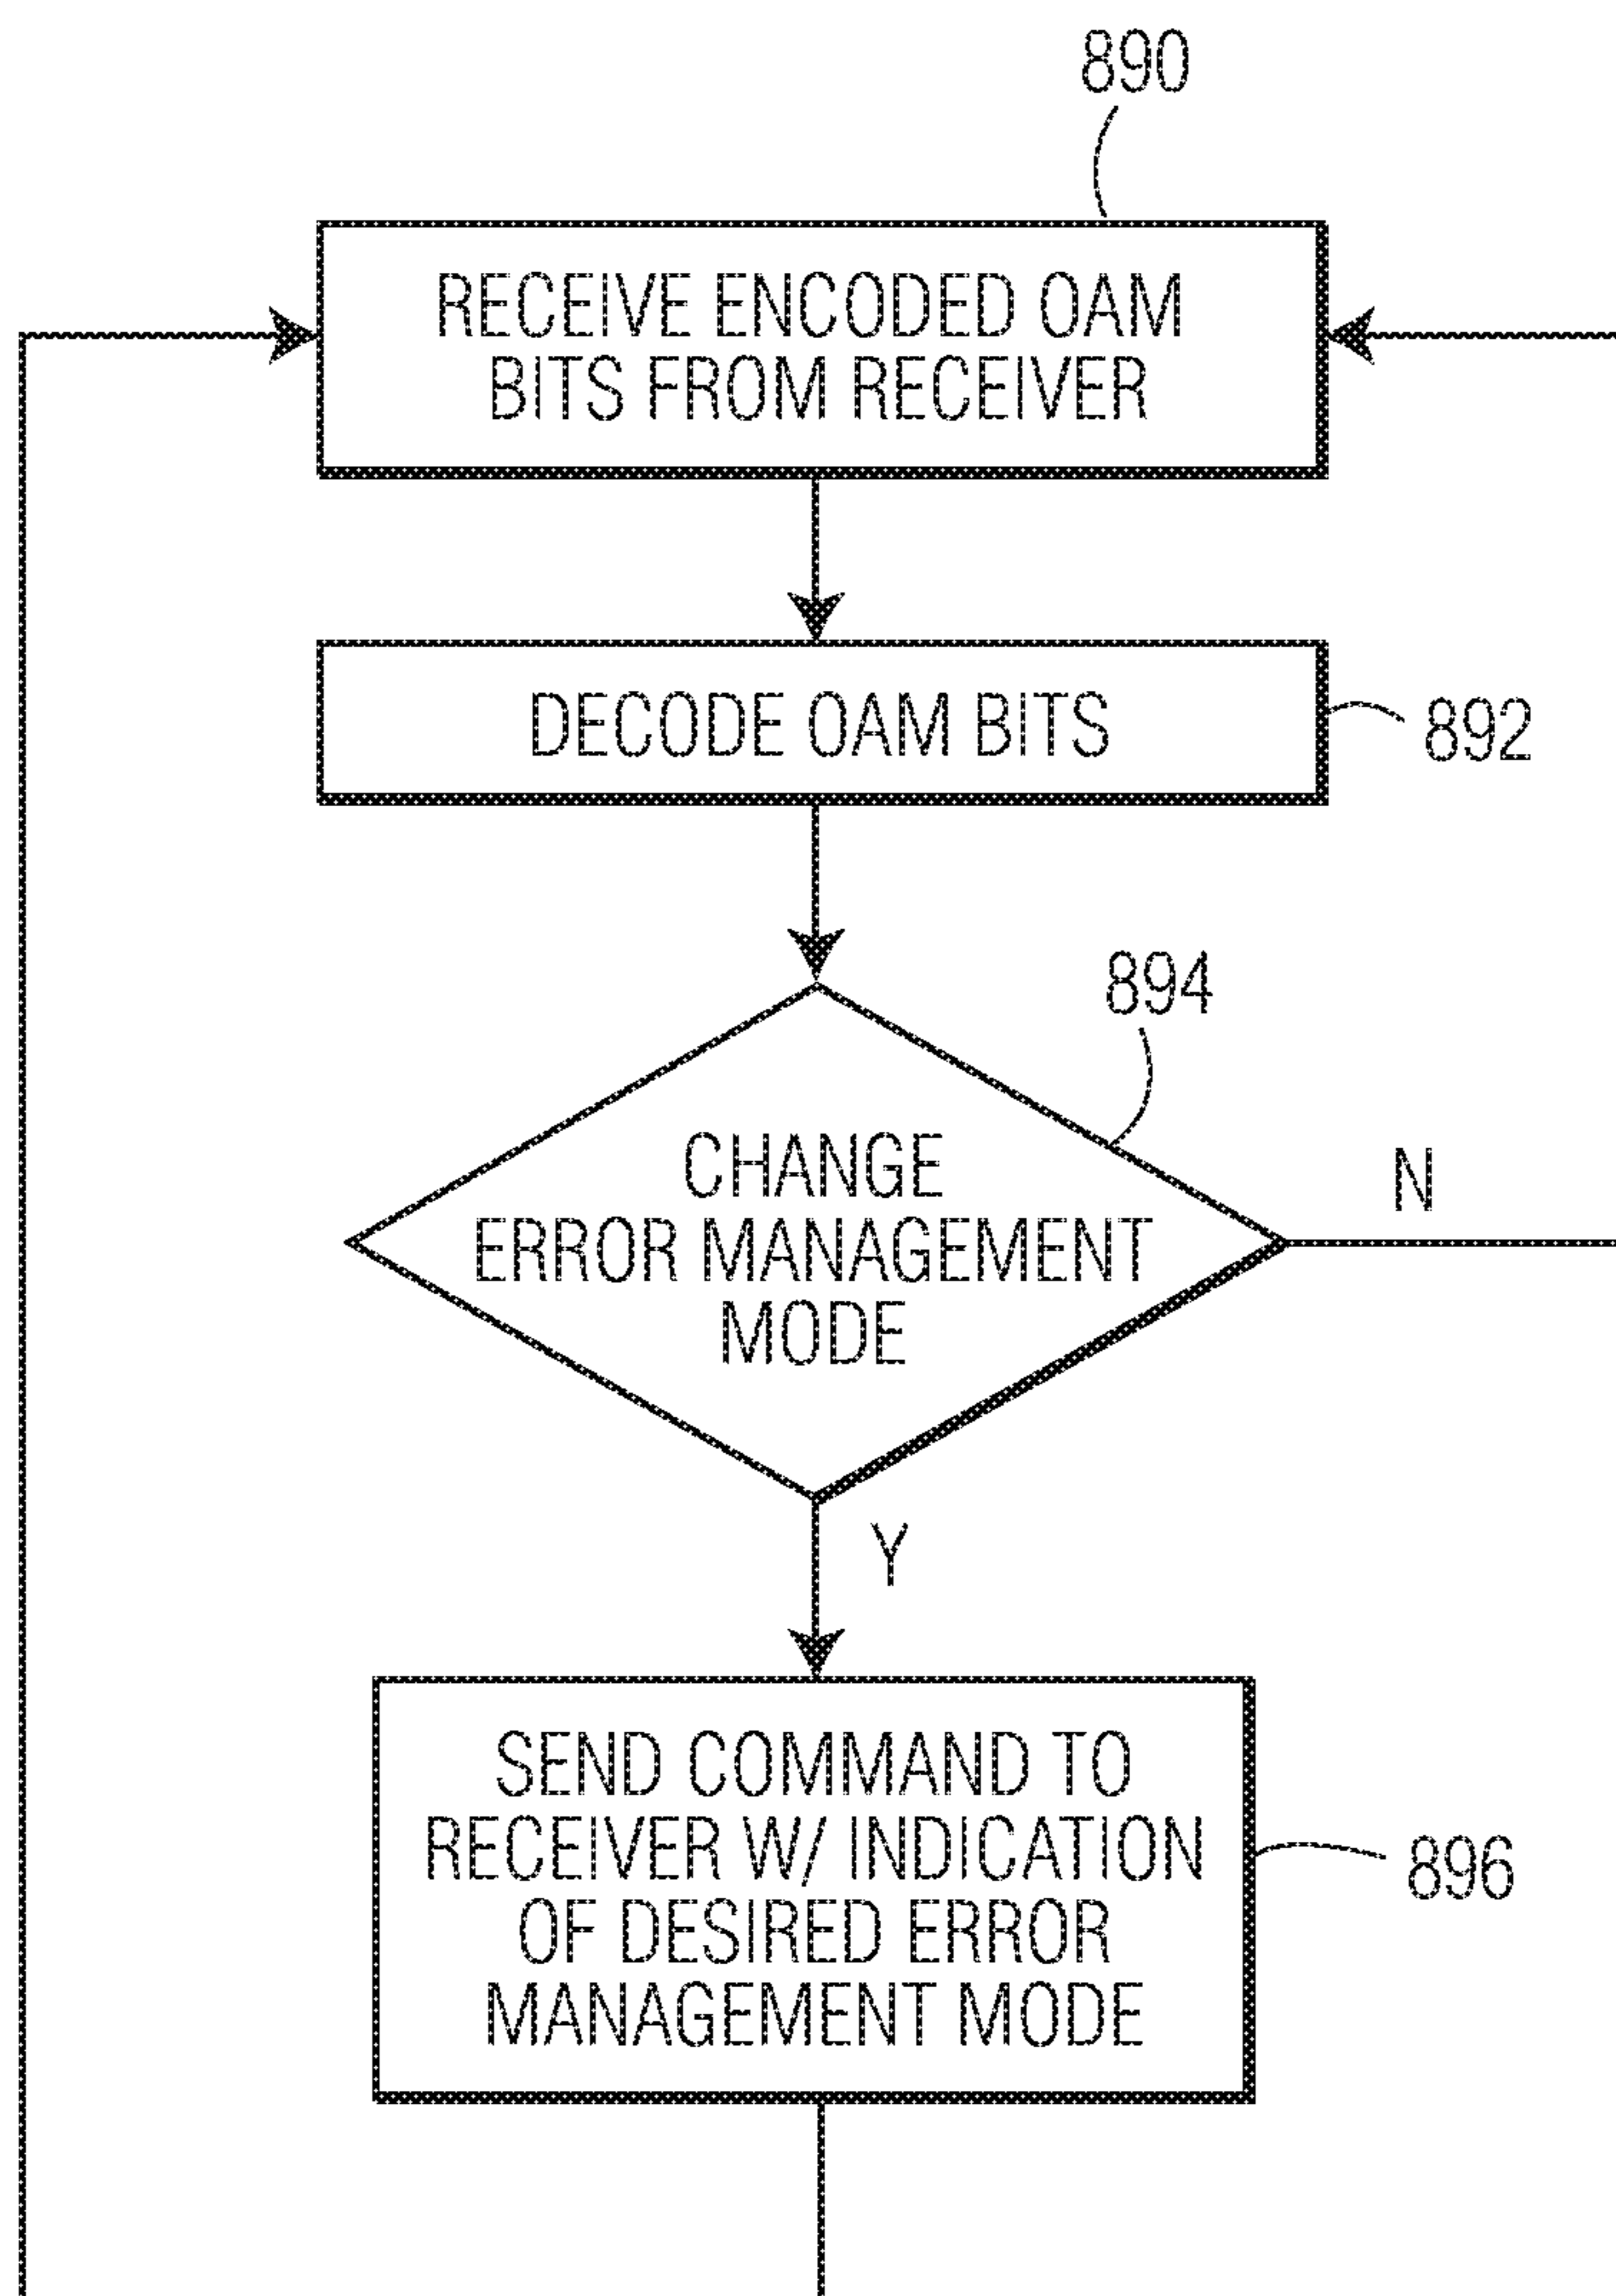 890
RECEIVE ENCODED OAM
BITS FROM RECEIVER
DECODE OAM BITS
892
894
CHANGE
ERROR MANAGEMENT
MODE
N
Y
SEND COMMAND TO
RECEIVER W/ INDICATION
OF DESIRED ERROR
MANAGEMENT MODE
896